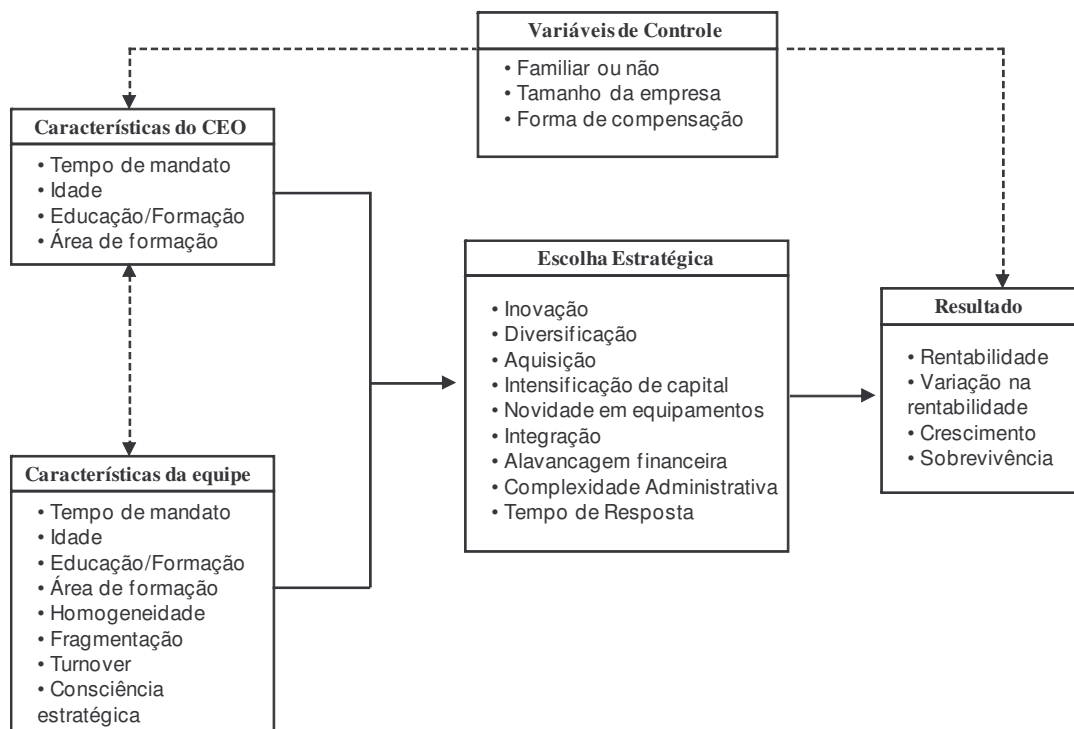 Variáveis de Controle
• Familiar ou não
• Tamanho da empresa
• Forma de compensação
Características do CEO
• Tempo de mandato
• Idade
• Educação/Formação
• Área de formação
Escolha Estratégica
• Inovação
• Diversificação
• Aquisição
• Intensificação de capital
• Novidade em equipamentos
• Integração
• Alavancagem financeira
• Complexidade Administrativa
• Tempo de Resposta
Resultado
• Rentabilidade
• Variação na
rentabilidade
• Crescimento
• Sobrevivência
Características da equipe
• Tempo de mandato
• Idade
• Educação/Formação
• Área de formação
• Homogeneidade
• Fragmentação
• Turnover
• Consciência
estratégica